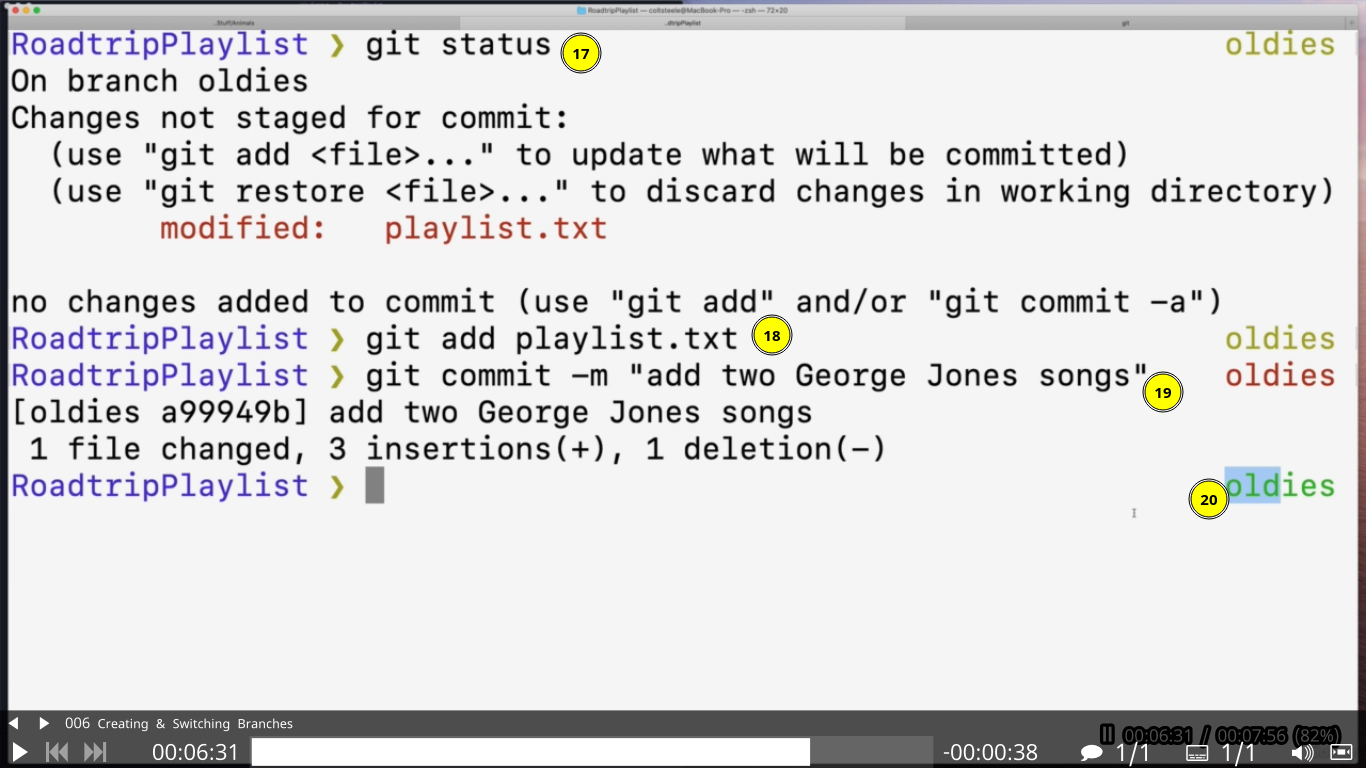 RoadtripPlaylist — coltsteele@MacBook-Pro — -zsh — 72×20
..Stuff/Animals ..dtripPlaylist git +
RoadtripPlaylist ❯ git status 17 oldies
On branch oldies
Changes not staged for commit:
(use "git add <file>..." to update what will be committed)
(use "git restore <file>..." to discard changes in working directory)
modified: playlist.txt
no changes added to commit (use "git add" and/or "git commit -a")
RoadtripPlaylist ❯ git add playlist.txt 18 oldies
RoadtripPlaylist ❯ git commit -m "add two George Jones songs" 19 oldies
[oldies a99949b] add two George Jones songs
1 file changed, 3 insertions(+), 1 deletion(-)
RoadtripPlaylist ❯ 20 oldies
006 Creating & Switching Branches
00:06:31 / 00:07:56 (82%)
00:06:31 -00:00:38 1/1 1/1